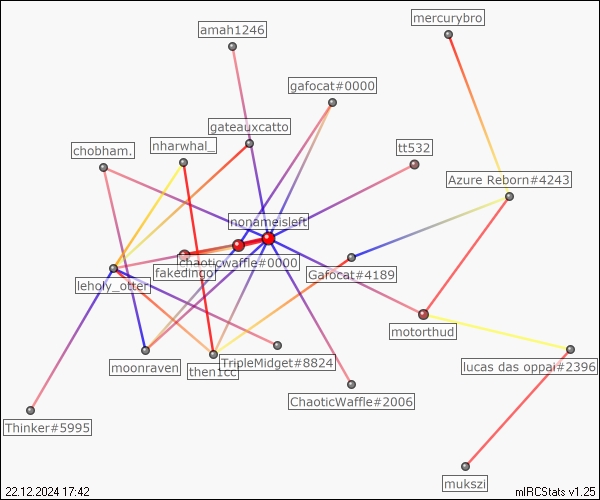 mercurybro
amah1246
gafocat#0000
gateauxcatto
nharwhal_
chobham.
tt532
Azure Reborn#4243
nonameisleft
chaoticwaffle#0000
fakedingo
Gafocat#4189
leholy_otter
motorthud
TripleMidget#8824
moonraven
then1cc
lucas das oppai#2396
ChaoticWaffle#2006
Thinker#5995
mukszi
22.12.2024 17:42
mIRCStats v1.25